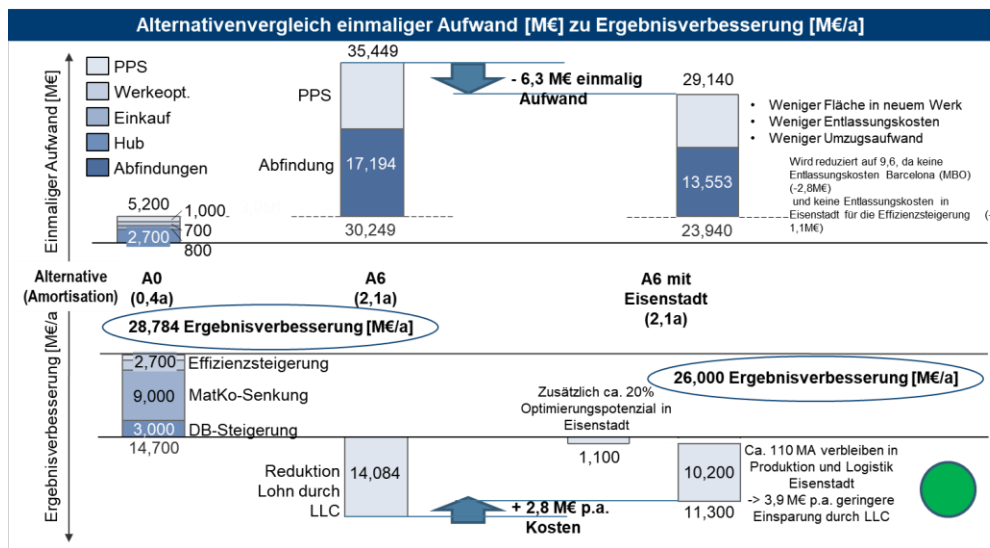 Alternativenvergleich einmaliger Aufwand [M€] zu Ergebnisverbesserung [M€/a]
Einmaliger Aufwand [M€]
PPS
Werkeopt.
Einkauf
Hub
Abfindungen
5,200
1,000
700
2,700
800
35,449
PPS
Abfindung
17,194
30,249
- 6,3 M€ einmalig
Aufwand
29,140
13,553
23,940
• Weniger Fläche in neuem Werk
• Weniger Entlassungskosten
• Weniger Umzugsaufwand
Wird reduziert auf 9,6, da keine
Entlassungskosten Barcelona (MBO)
(-2,8M€)
und keine Entlassungskosten in
Eisenstadt für die Effizienzsteigerung (-
1,1M€)
Alternative
(Amortisation)
A0
(0,4a)
A6
(2,1a)
A6 mit
Eisenstadt
(2,1a)
28,784 Ergebnisverbesserung [M€/a]
26,000 Ergebnisverbesserung [M€/a]
Ergebnisverbesserung [M€/a
2,700
Effizienzsteigerung
9,000
MatKo-Senkung
3,000
DB-Steigerung
14,700
Reduktion
Lohn durch
LLC
14,084
+ 2,8 M€ p.a.
Kosten
Zusätzlich ca. 20%
Optimierungspotenzial in
Eisenstadt
1,100
10,200
11,300
Ca. 110 MA verbleiben in
Produktion und Logistik
Eisenstadt
-> 3,9 M€ p.a. geringere
Einsparung durch LLC